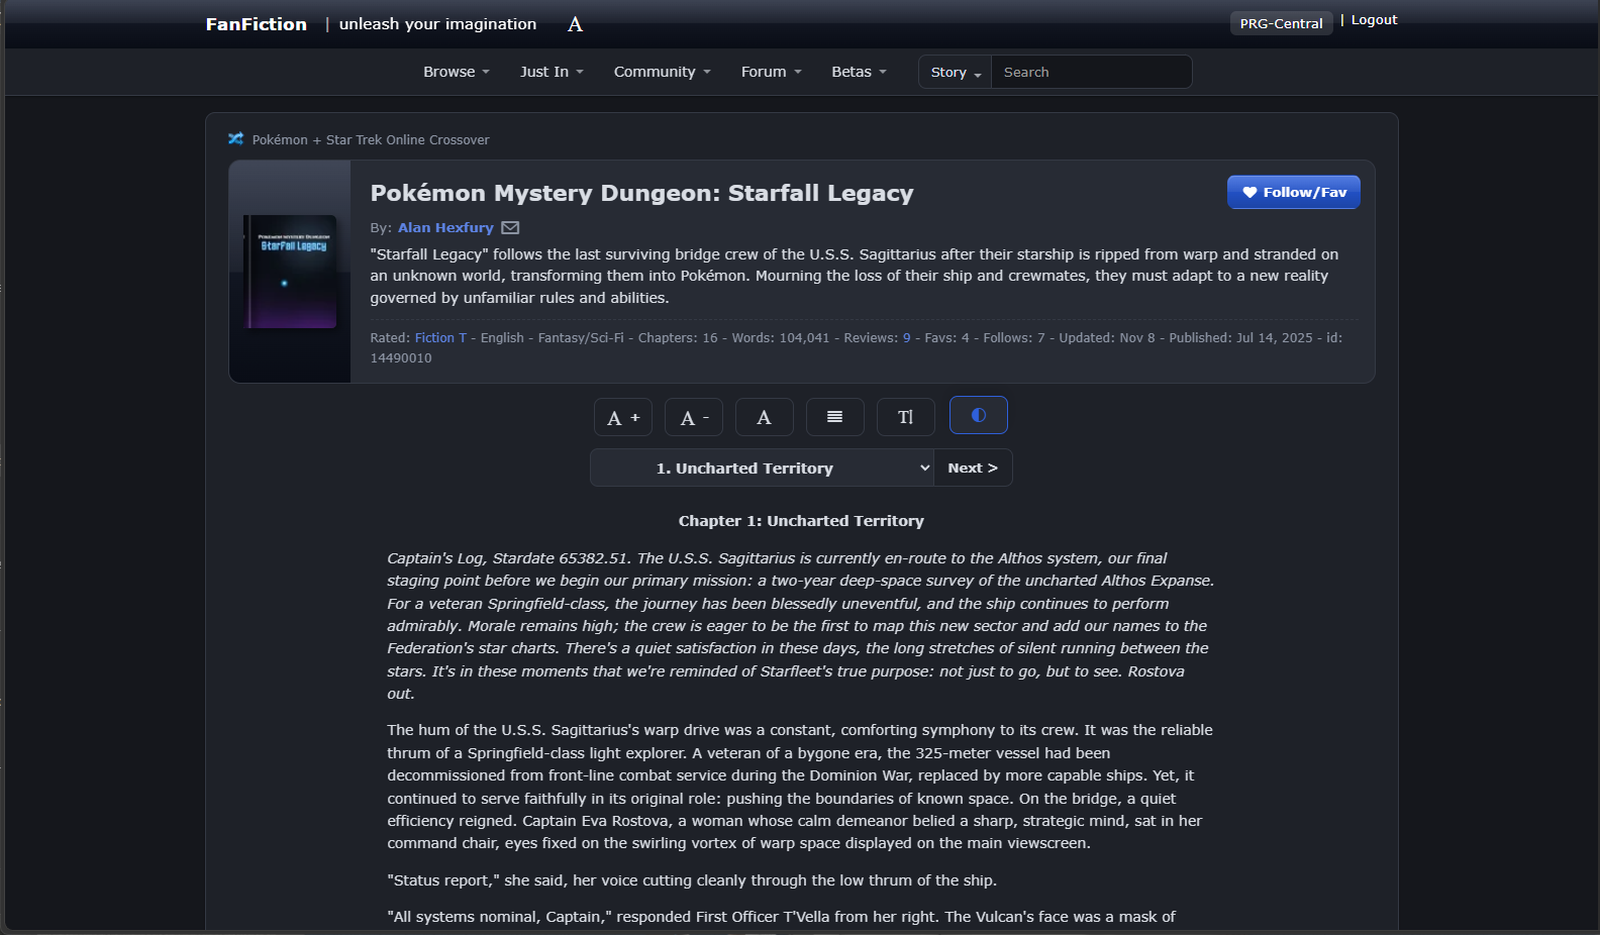 FanFiction | unleash your imagination A
PRG-Central | Logout
Browse Just In Community Forum Betas Story Search
Pokémon + Star Trek Online Crossover
POKEMON MYSTERY DUNGEON
Starfall Legacy
Pokémon Mystery Dungeon: Starfall Legacy
Follow/Fav
By: Alan Hexfury
"Starfall Legacy" follows the last surviving bridge crew of the U.S.S. Sagittarius after their starship is ripped from warp and stranded on
an unknown world, transforming them into Pokémon. Mourning the loss of their ship and crewmates, they must adapt to a new reality
governed by unfamiliar rules and abilities.
Rated: Fiction T - English - Fantasy/Sci-Fi - Chapters: 16 - Words: 104,041 - Reviews: 9 - Favs: 4 - Follows: 7 - Updated: Nov 8 - Published: Jul 14, 2025 - id:
14490010
A + A - A T
1. Uncharted Territory Next >
Chapter 1: Uncharted Territory
Captain's Log, Stardate 65382.51. The U.S.S. Sagittarius is currently en-route to the Althos system, our final
staging point before we begin our primary mission: a two-year deep-space survey of the uncharted Althos Expanse.
For a veteran Springfield-class, the journey has been blessedly uneventful, and the ship continues to perform
admirably. Morale remains high; the crew is eager to be the first to map this new sector and add our names to the
Federation's star charts. There's a quiet satisfaction in these days, the long stretches of silent running between the
stars. It's in these moments that we're reminded of Starfleet's true purpose: not just to go, but to see. Rostova
out.
The hum of the U.S.S. Sagittarius's warp drive was a constant, comforting symphony to its crew. It was the reliable
thrum of a Springfield-class light explorer. A veteran of a bygone era, the 325-meter vessel had been
decommissioned from front-line combat service during the Dominion War, replaced by more capable ships. Yet, it
continued to serve faithfully in its original role: pushing the boundaries of known space. On the bridge, a quiet
efficiency reigned. Captain Eva Rostova, a woman whose calm demeanor belied a sharp, strategic mind, sat in her
command chair, eyes fixed on the swirling vortex of warp space displayed on the main viewscreen.
"Status report," she said, her voice cutting cleanly through the low thrum of the ship.
"All systems nominal, Captain," responded First Officer T'Vella from her right. The Vulcan's face was a mask of